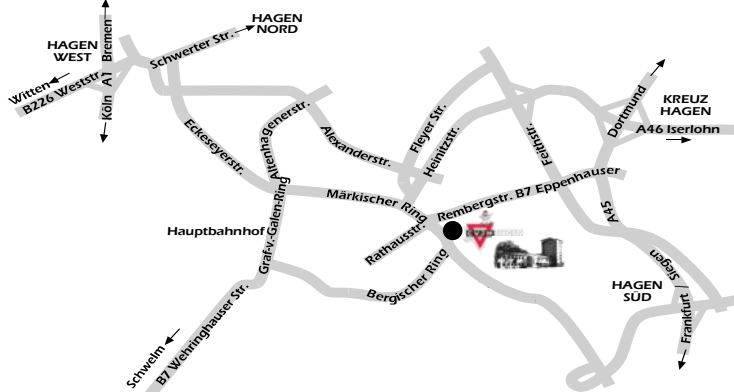 HAGEN
NORD
Bremen
HAGEN
WEST
Schwerter Str.
Witten
B226 Weststr.
Köln A1
Dortmund
KREUZ
HAGEN
A46 Iserlohn
Eckeseyerstr.
Altenhagenerstr.
Alexanderstr.
Fleyer Str.
Heinitzstr.
Feithstr.
Märkischer Ring
Rembergstr. B7 Eppenhauser
A45
Graf-v.-Galen-Ring
Hauptbahnhof
Rathausstr.
Bergischer Ring
Siegen
HAGEN
SÜD
Frankfurt
Schwelm
B7 Wehringhauser Str.